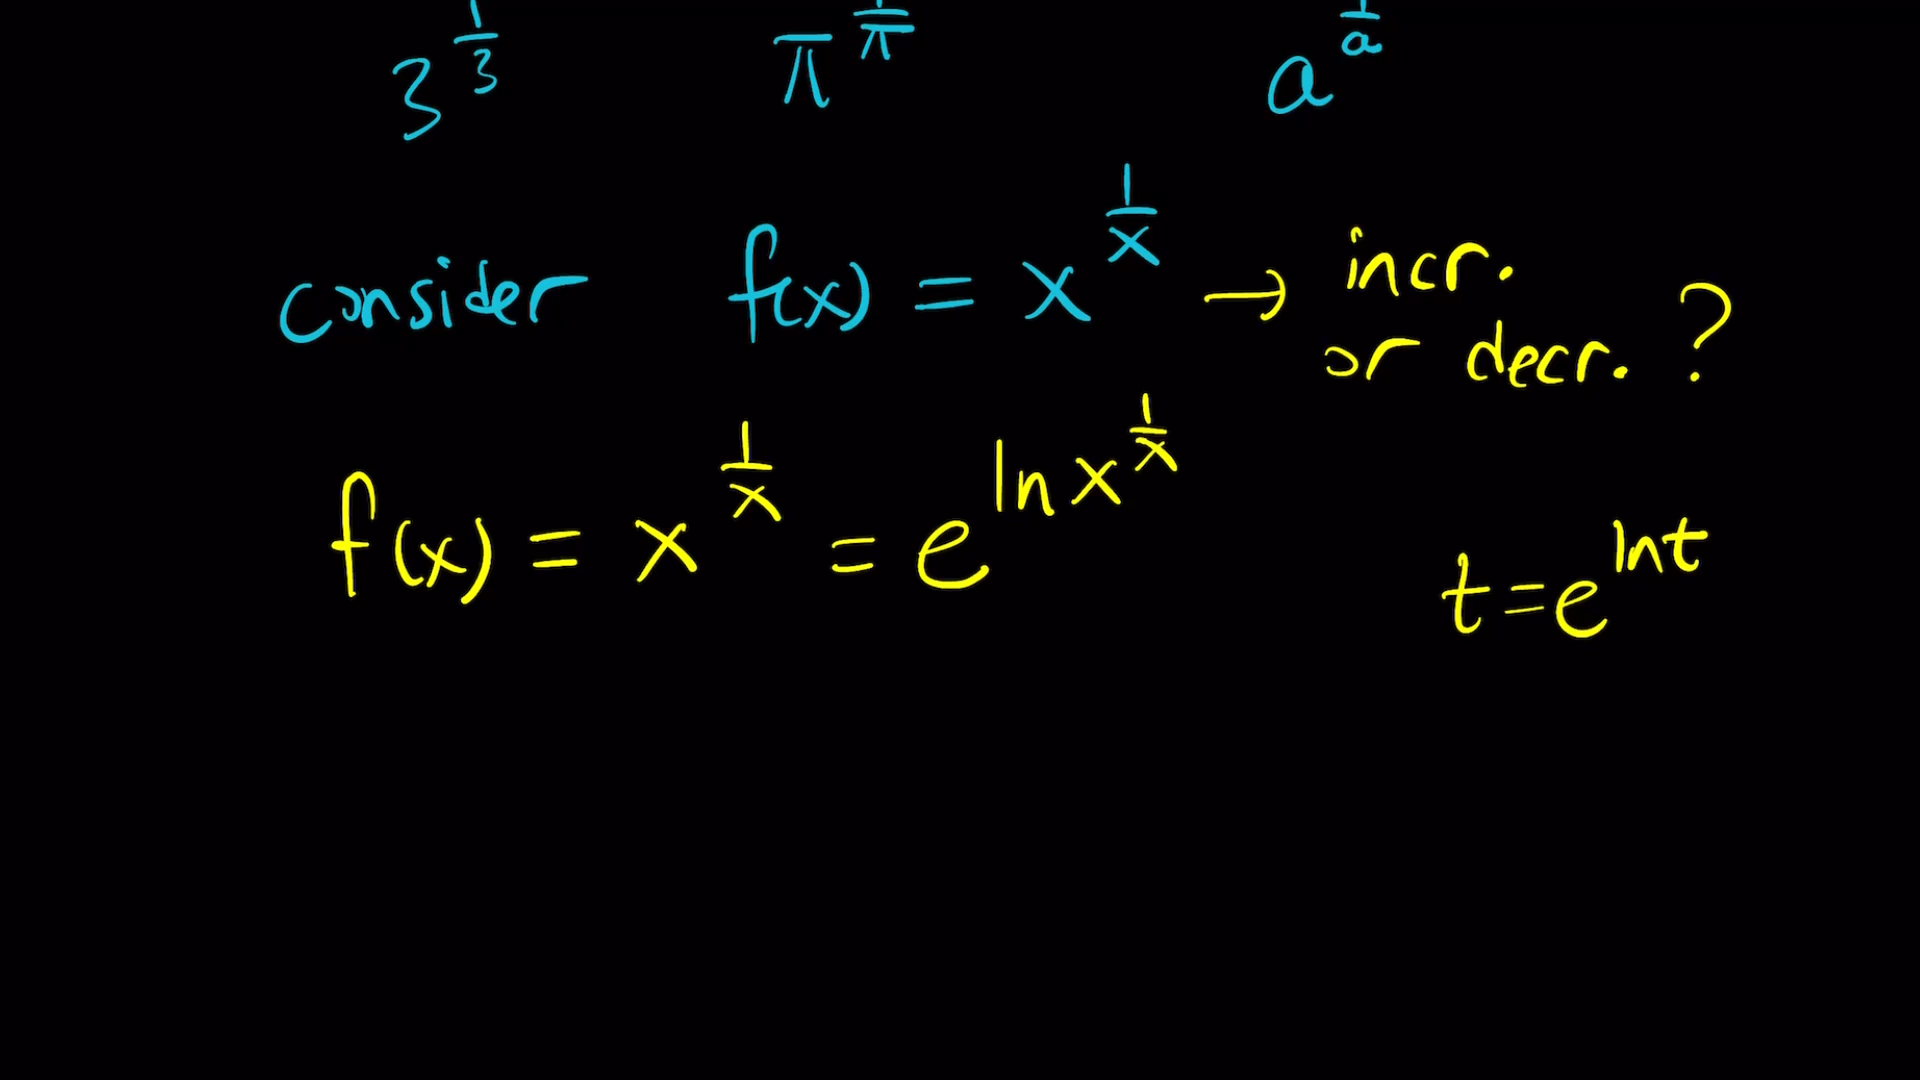 3^{1/3} π^{1/π} a^{1/a}
consider f(x) = x^{1/x} → incr. or decr. ?
f(x) = x^{1/x} = e^{ln x^{1/x}}
t = e^{ln t}